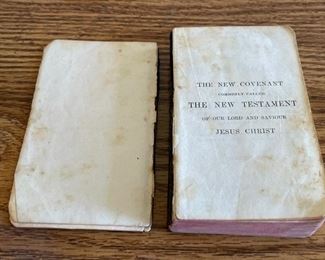 THE NEW COVENANT
COMMONLY CALLED
THE NEW TESTAMENT
OF OUR LORD AND SAVIOUR
JESUS CHRIST